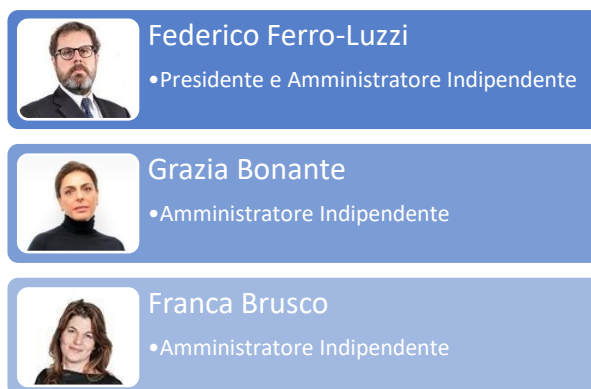 Federico Ferro-Luzzi
•Presidente e Amministratore Indipendente
Grazia Bonante
•Amministratore Indipendente
Franca Brusco
•Amministratore Indipendente